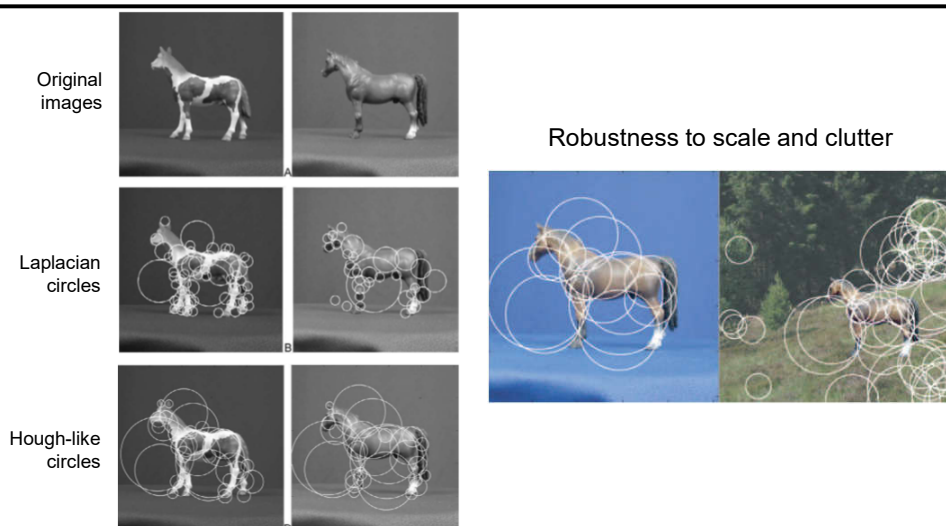 Original
images
A
Laplacian
circles
B
Hough-like
circles
Robustness to scale and clutter